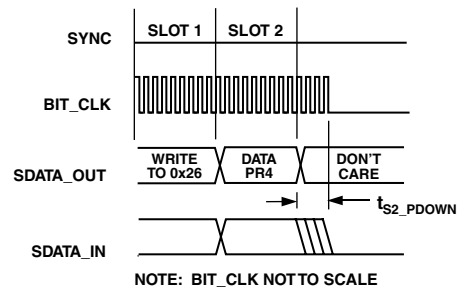 SLOT 1 SLOT 2
SYNC
BIT_CLK
SDATA_OUT
WRITE TO 0x26
DATA PR4
DON'T CARE
tS2_PDOWN
SDATA_IN
NOTE: BIT_CLK NOT TO SCALE